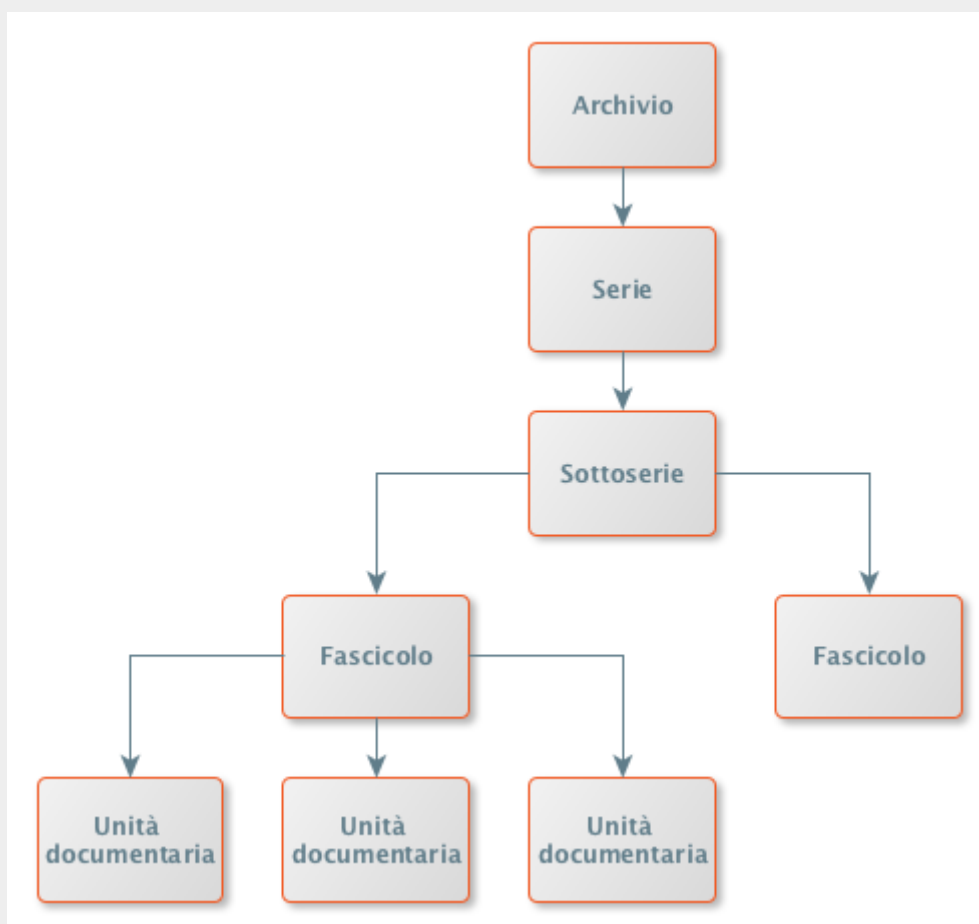 Archivio
Serie
Sottoserie
Fascicolo
Fascicolo
Unità
documentaria
Unità
documentaria
Unità
documentaria